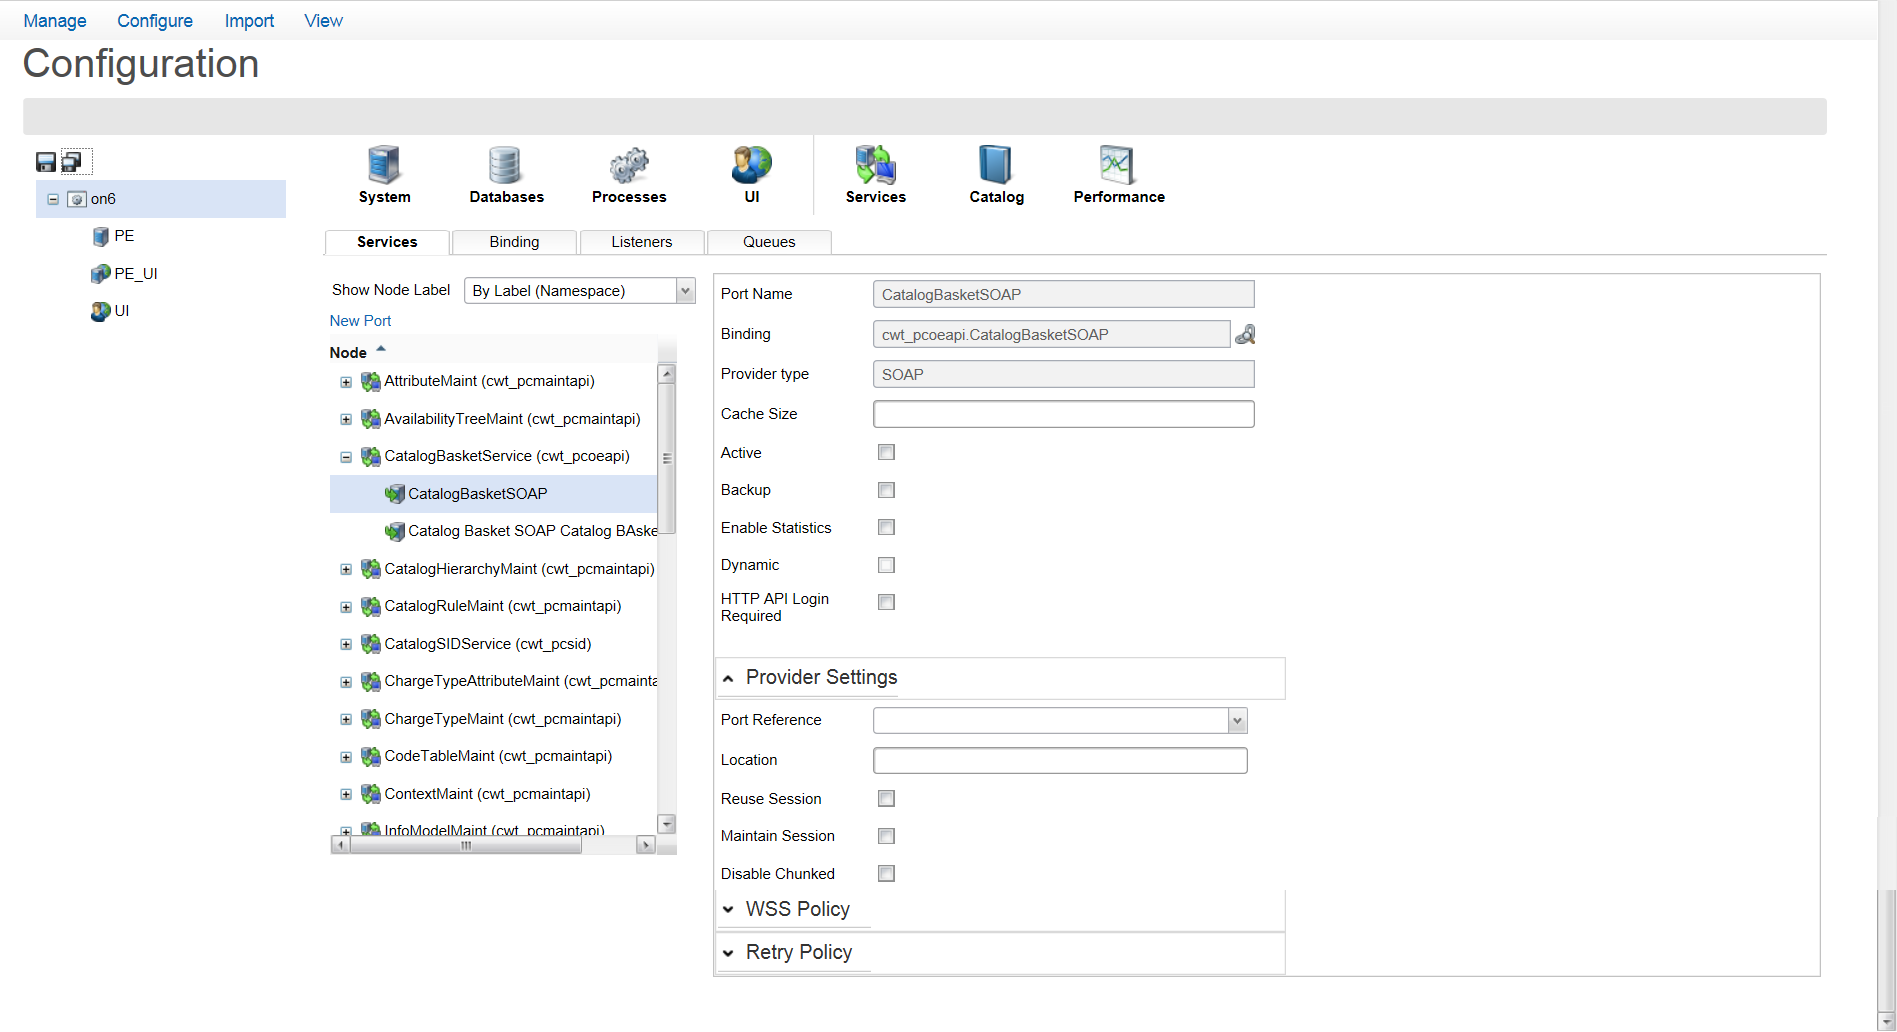 Manage Configure Import View
Configuration
System Databases Processes UI Services Catalog Performance
on6
PE
PE_UI
UI
Services Binding Listeners Queues
Show Node Label By Label (Namespace)
New Port
Node
AttributeMaint (cwt_pcmaintapi)
AvailabilityTreeMaint (cwt_pcmaintapi)
CatalogBasketService (cwt_pcoeapi)
CatalogBasketSOAP
Catalog Basket SOAP Catalog BAske
CatalogHierarchyMaint (cwt_pcmaintapi)
CatalogRuleMaint (cwt_pcmaintapi)
CatalogSIDService (cwt_pcsid)
ChargeTypeAttributeMaint (cwt_pcmainta
ChargeTypeMaint (cwt_pcmaintapi)
CodeTableMaint (cwt_pcmaintapi)
ContextMaint (cwt_pcmaintapi)
InfoModelMaint (cwt_pcmaintapi)
Port Name CatalogBasketSOAP
Binding cwt_pcoeapi.CatalogBasketSOAP
Provider type SOAP
Cache Size
Active
Backup
Enable Statistics
Dynamic
HTTP API Login
Required
Provider Settings
Port Reference
Location
Reuse Session
Maintain Session
Disable Chunked
WSS Policy
Retry Policy